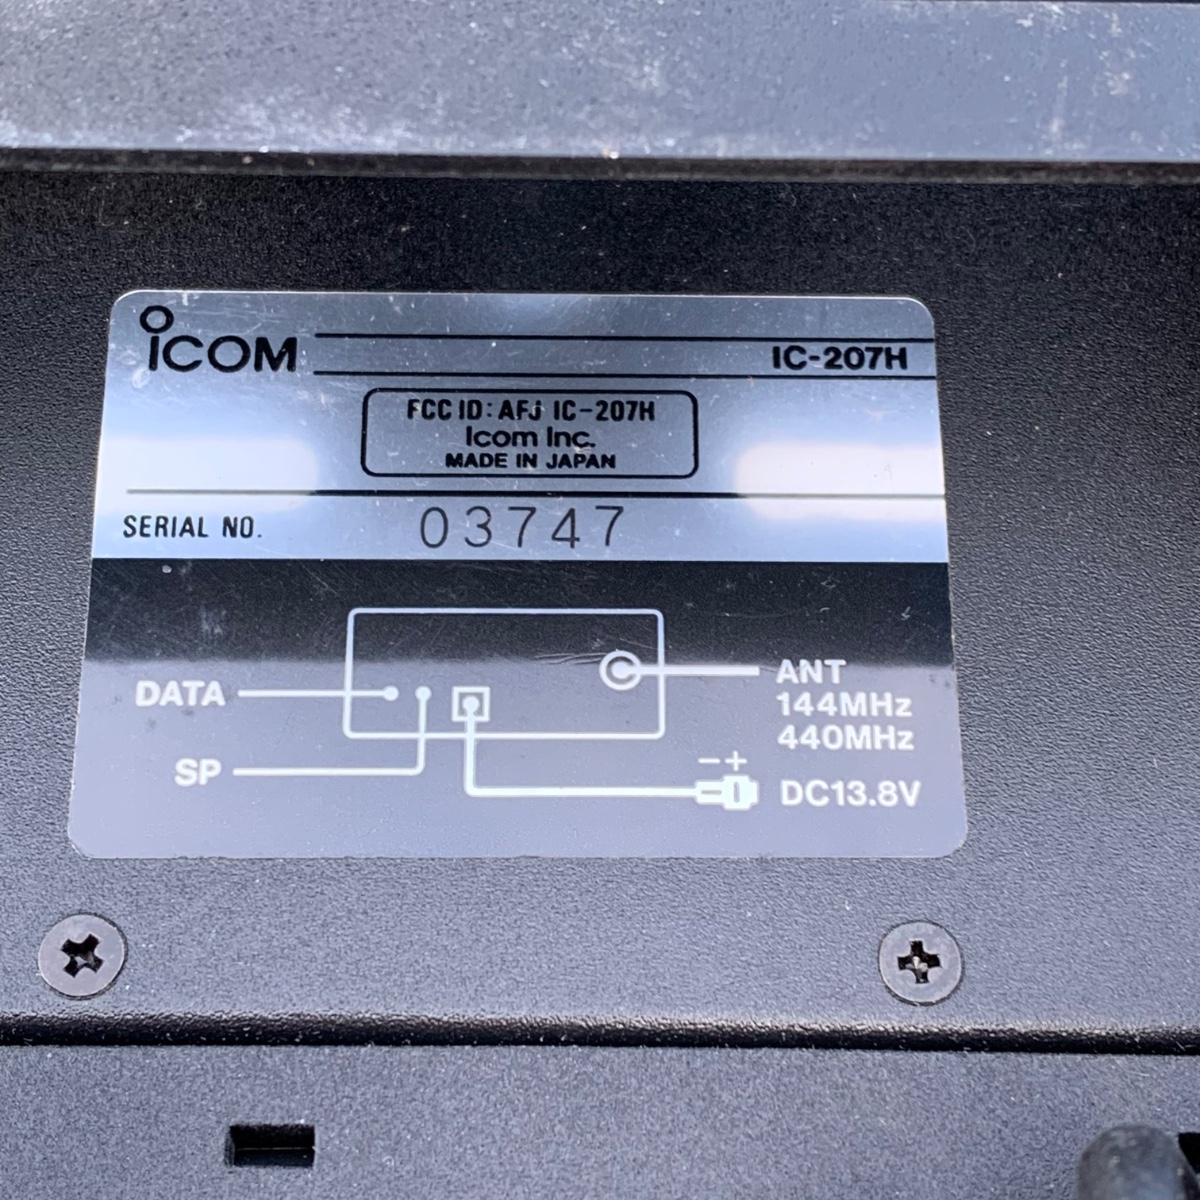 ICOM
IC-207H
FCC ID: AFJ IC-207H
Icom Inc.
MADE IN JAPAN
SERIAL NO. 03747
DATA
SP
ANT
144MHz
440MHz
- +
DC13.8V